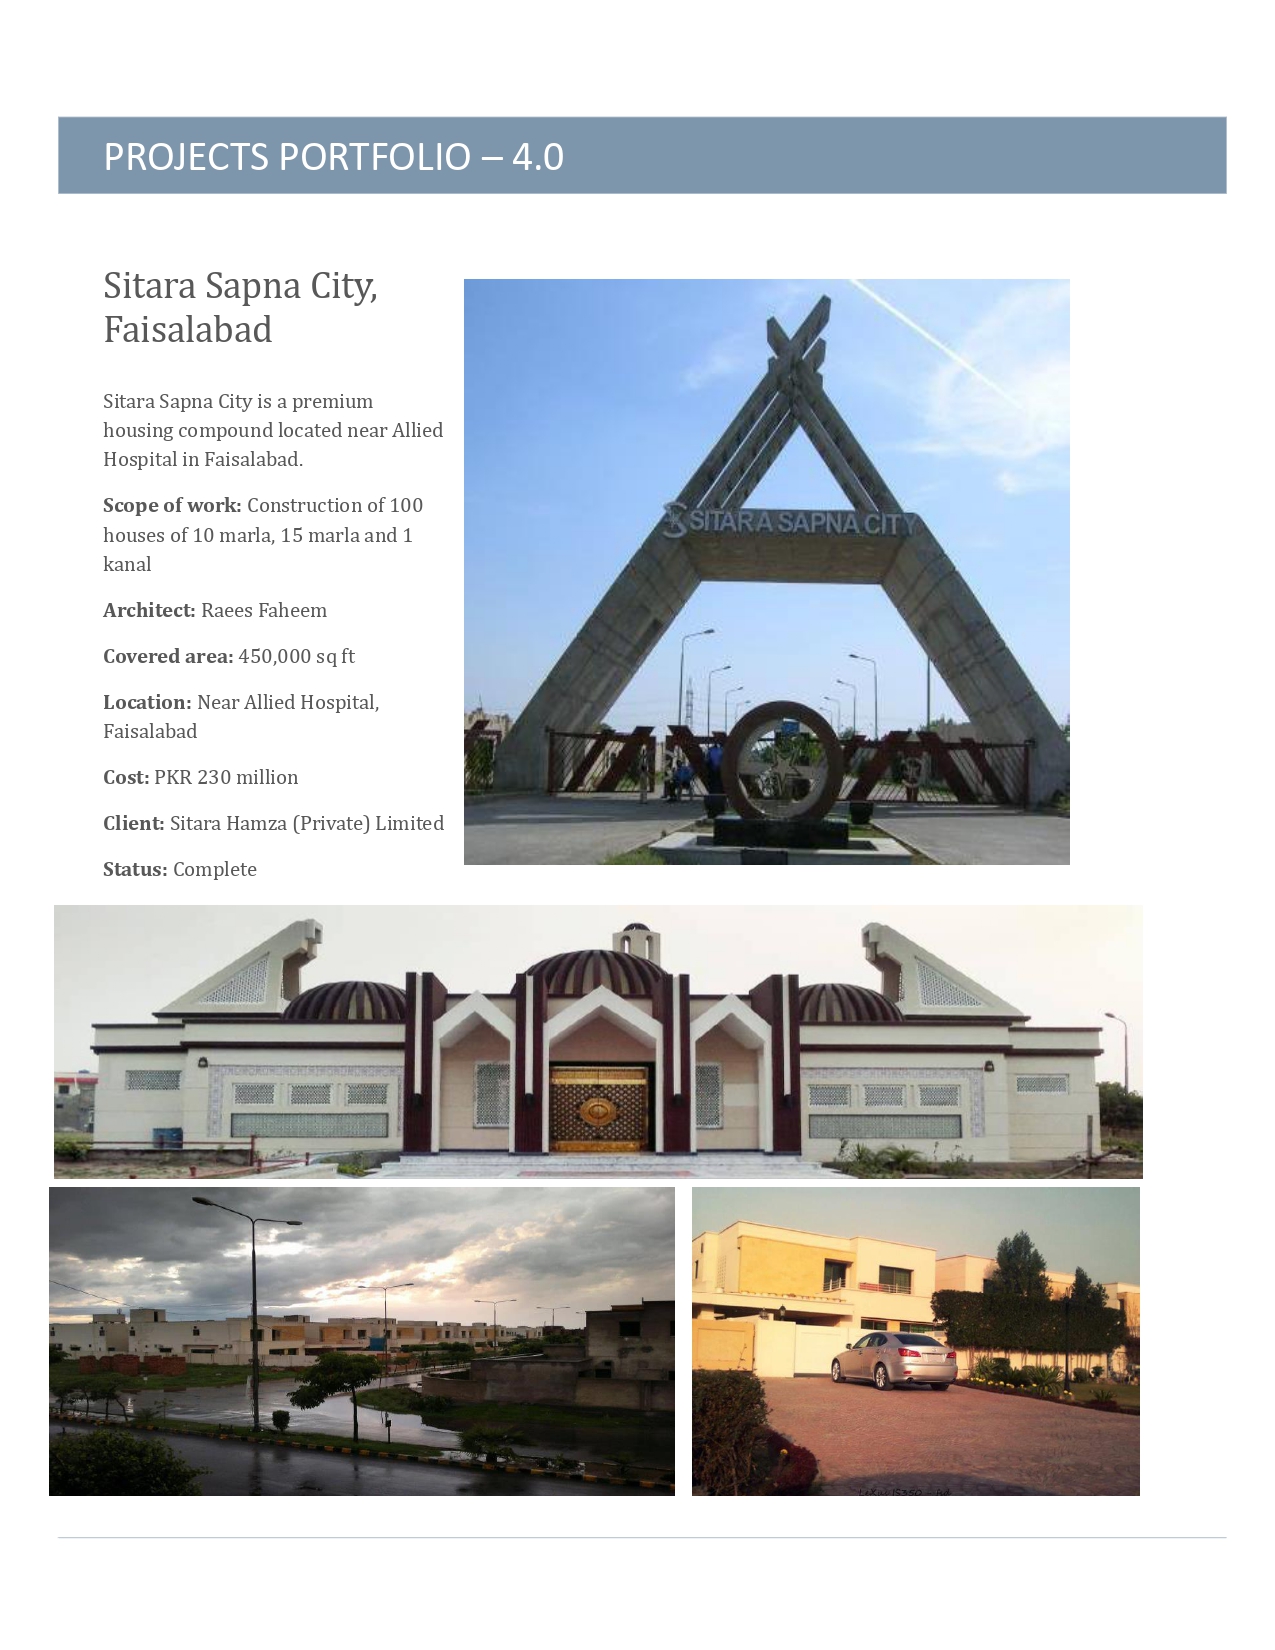 PROJECTS PORTFOLIO – 4.0
Sitara Sapna City,
Faisalabad
Sitara Sapna City is a premium
housing compound located near Allied
Hospital in Faisalabad.
Scope of work: Construction of 100
houses of 10 marla, 15 marla and 1
kanal
Architect: Raees Faheem
Covered area: 450,000 sq ft
Location: Near Allied Hospital,
Faisalabad
Cost: PKR 230 million
Client: Sitara Hamza (Private) Limited
Status: Complete
SITARA SAPNA CITY